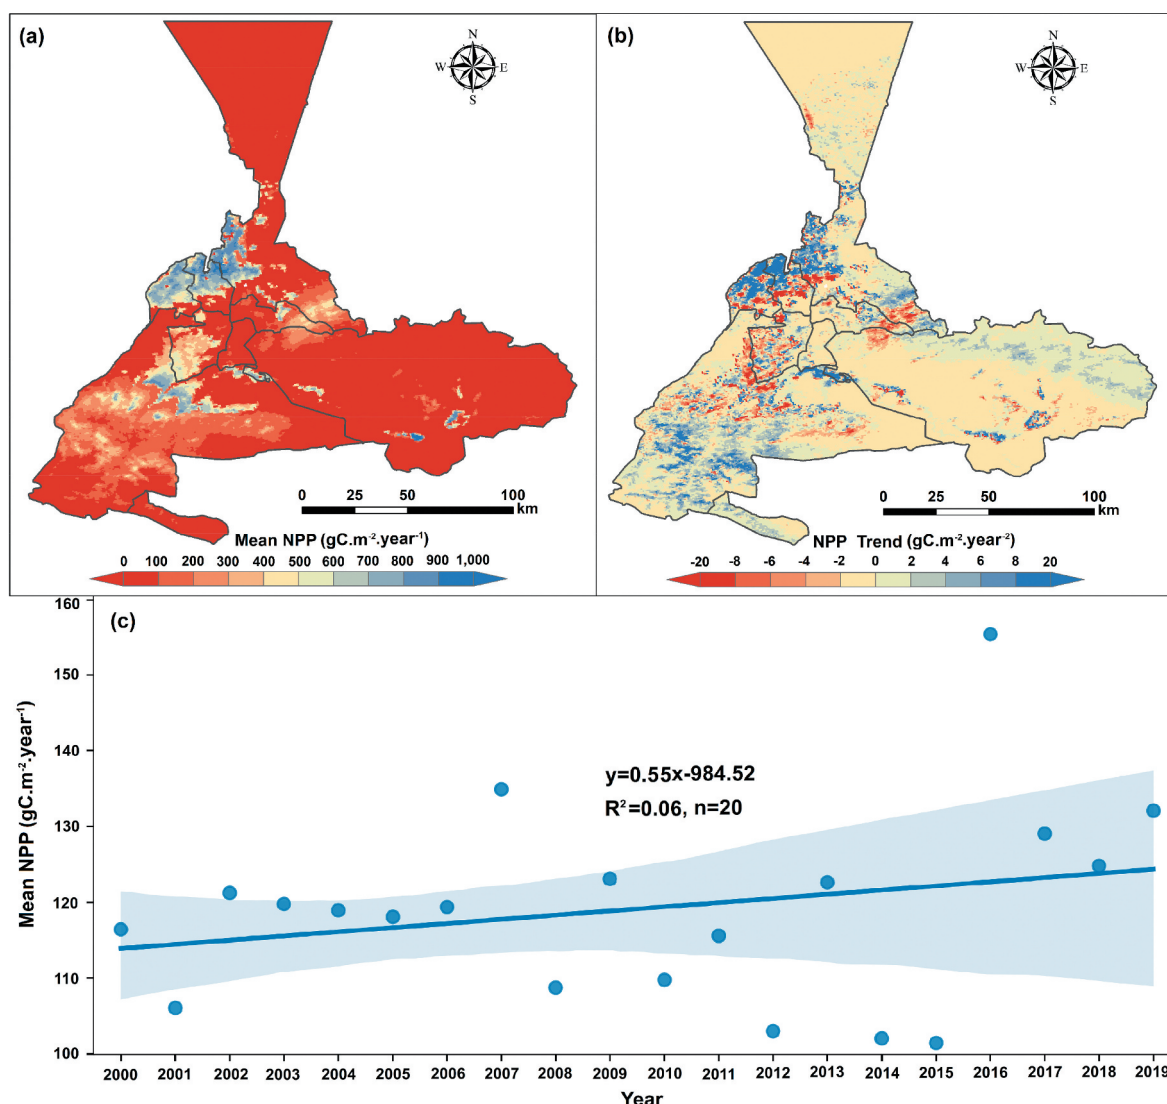 (a)
N
W E
S
0 25 50 100
km
Mean NPP (gC.m-2.year-1)
0 100 200 300 400 500 600 700 800 900 1,000
(b)
N
W E
S
0 25 50 100
km
NPP Trend (gC.m-2.year-2)
-20 -8 -6 -4 -2 0 2 4 6 8 20
(c)
Mean NPP (gC.m-2.year-1)
160
150
140
130
120
110
100
y=0.55x-984.52
R2=0.06, n=20
2000 2001 2002 2003 2004 2005 2006 2007 2008 2009 2010 2011 2012 2013 2014 2015 2016 2017 2018 2019
Year